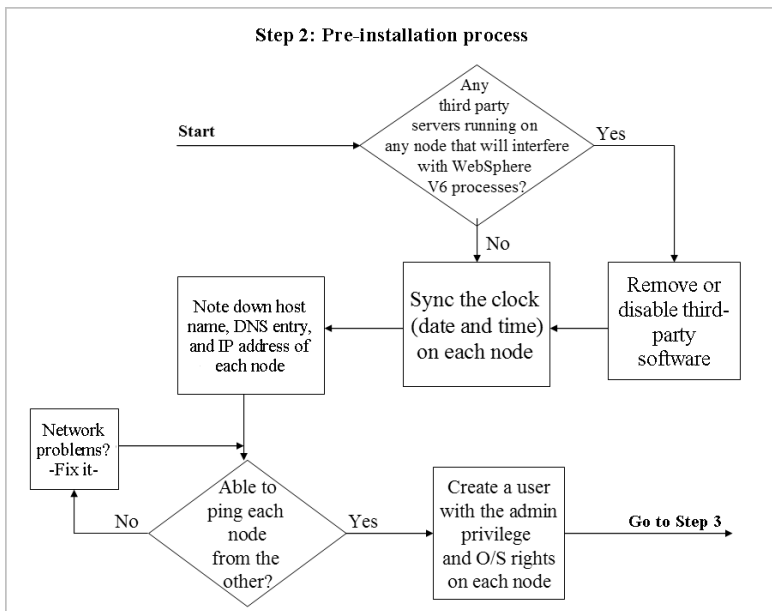 Step 2: Pre-installation process
Any
third party
servers running on
any node that will interfere
with WebSphere
V6 processes?
Start
Yes
No
Remove or
disable third-
party
software
Sync the clock
(date and time)
on each node
Note down host
name, DNS entry,
and IP address of
each node
Network
problems?
-Fix it-
Able to
ping each
node
from the
other?
No
Yes
Create a user
with the admin
privilege
and O/S rights
on each node
Go to Step 3